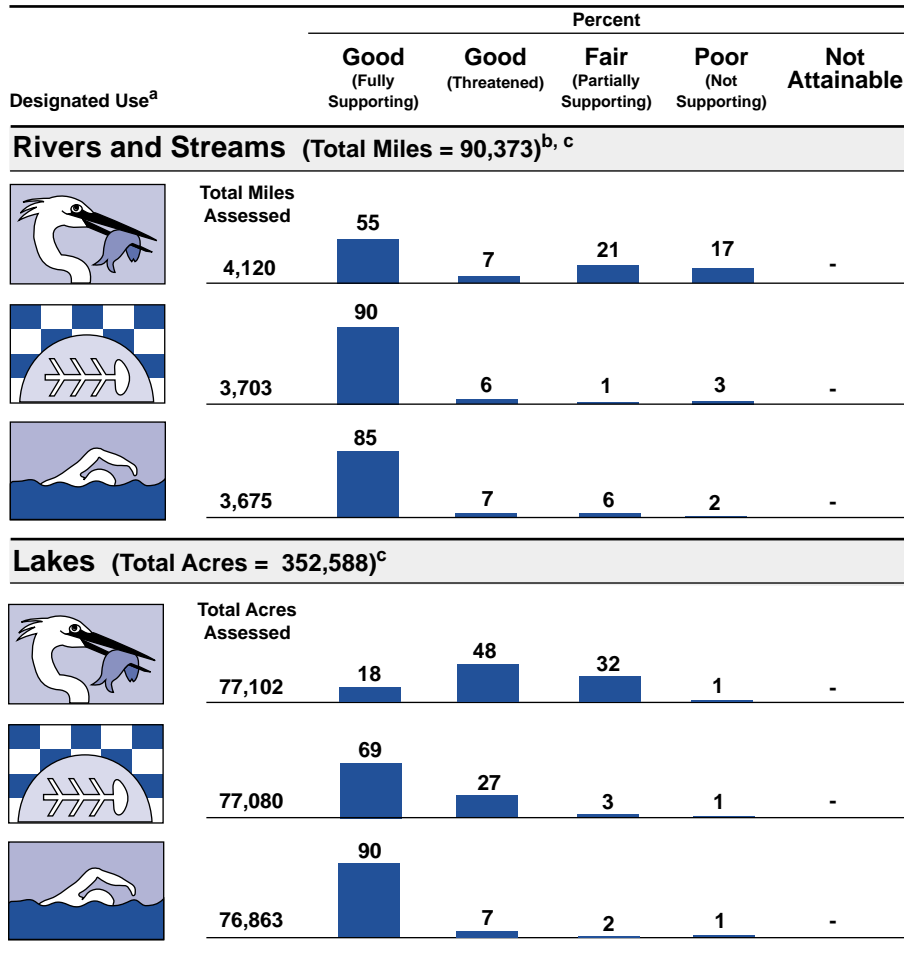 Percent
Good Good Fair Poor Not
(Fully (Threatened) (Partially (Not Attainable
Designated Use^a Supporting) Supporting) Supporting)
Rivers and Streams (Total Miles = 90,373)^b, c
Total Miles
Assessed
55 7 21 17
4,120 -
90 6 1 3
3,703 -
85 7 6 2
3,675 -
Lakes (Total Acres = 352,588)^c
Total Acres
Assessed
18 48 32 1
77,102 -
69 27 3 1
77,080 -
90 7 2 1
76,863 -